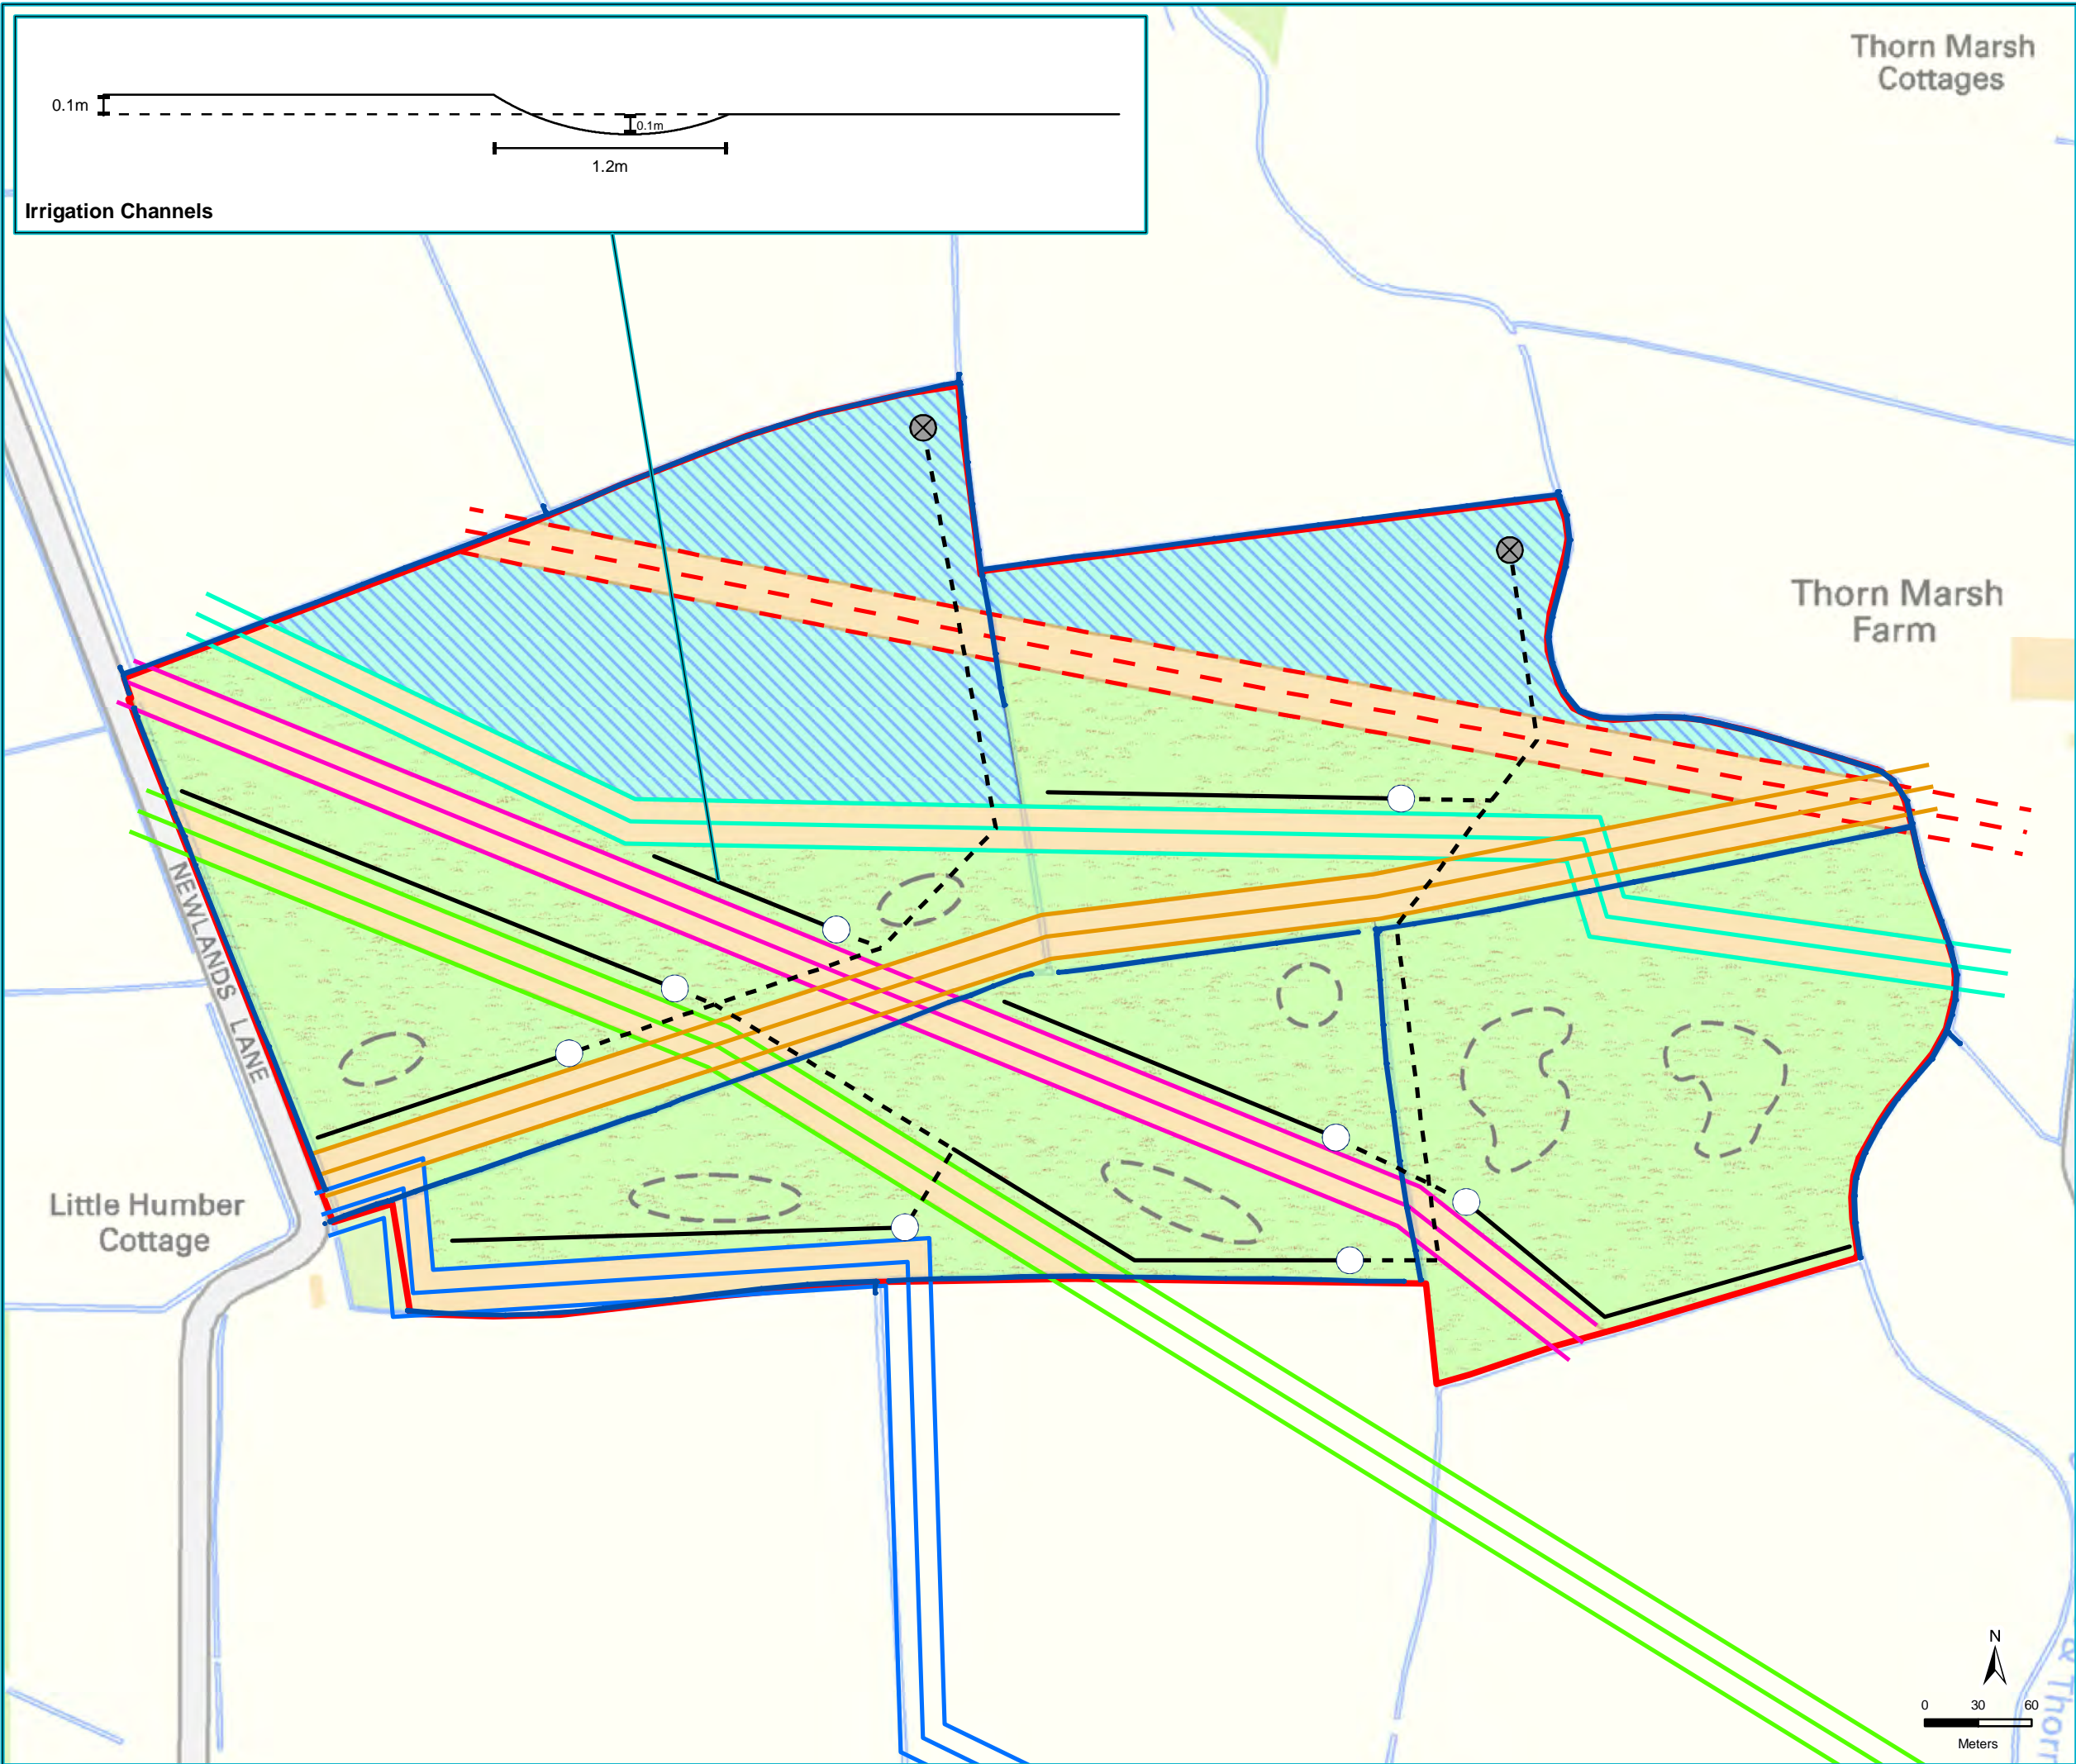 Thorn Marsh
Cottages
0.1m
0.1m
1.2m
Irrigation Channels
Thorn Marsh
Farm
NEWLANDS LANE
Little Humber
Cottage
N
0 30 60
Meters